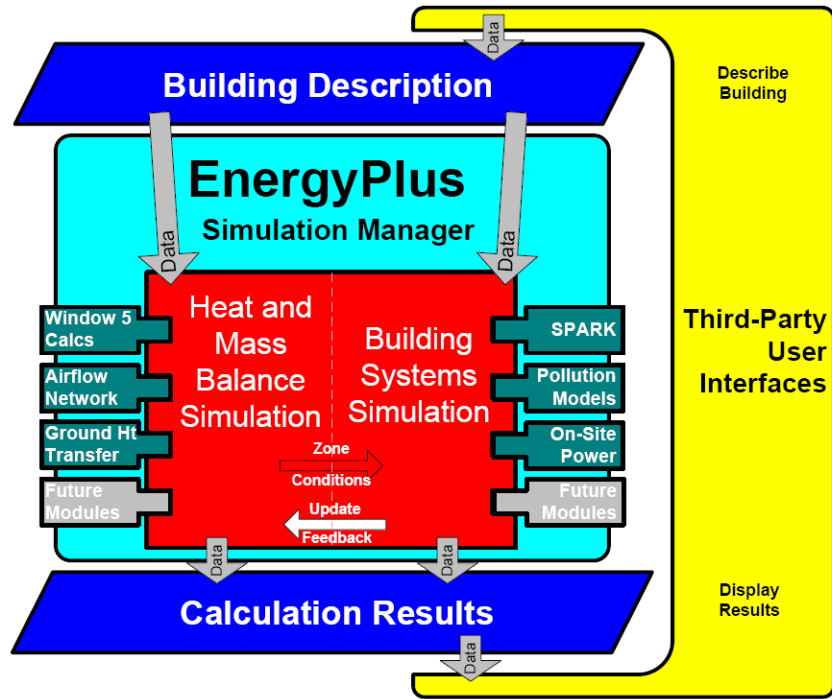 Data
Building Description
Describe
Building
EnergyPlus
Simulation Manager
Data
Data
Heat and
Mass
Balance
Simulation
Building
Systems
Simulation
Window 5
Calcs
Airflow
Network
Ground Ht
Transfer
Future
Modules
SPARK
Pollution
Models
On-Site
Power
Future
Modules
Zone
Conditions
Update
Feedback
Third-Party
User
Interfaces
Data
Data
Calculation Results
Display
Results
Data